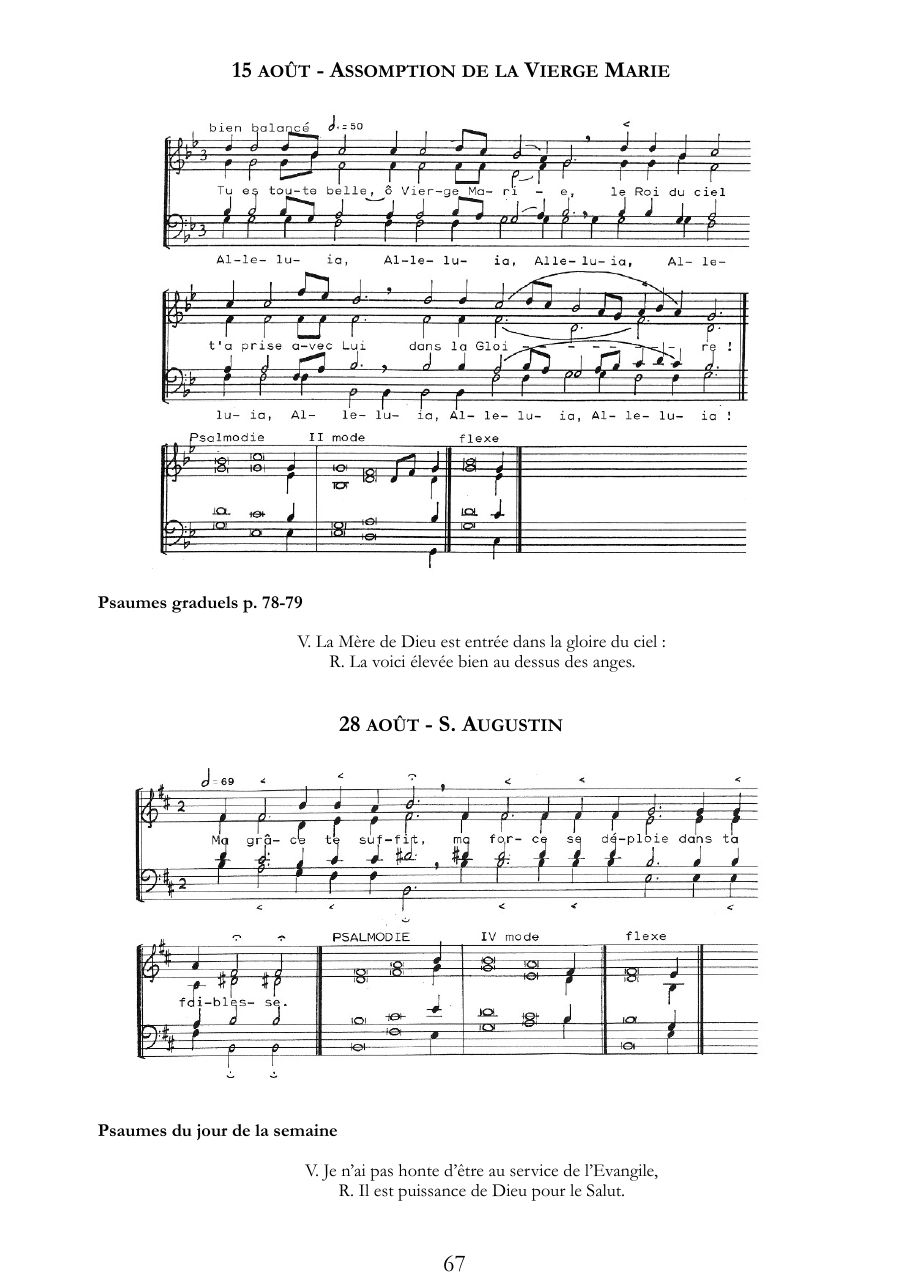 15 AOÛT - ASSOMPTION DE LA VIERGE MARIE
bien balancé 𝅗𝅥. = 50
3
Tu es tou-te belle, ô Vier-ge Ma- ri - e, le Roi du ciel
3
Al-le- lu- ia, Al-le- lu- ia, Alle- lu- ia, Al- le-
t'a prise a-vec Lui dans la Gloi - - - - - - - re !
lu- ia, Al- le- lu- ia, Al- le- lu- ia, Al- le- lu- ia !
Psalmodie II mode flexe
Psaumes graduels p. 78-79
V. La Mère de Dieu est entrée dans la gloire du ciel :
R. La voici élevée bien au dessus des anges.
28 AOÛT - S. AUGUSTIN
𝅗𝅥 = 69
2
Ma grâ- ce te suf-fit, ma for- ce se dé-ploie dans ta
2
PSALMODIE IV mode flexe
fai-bles- se.
Psaumes du jour de la semaine
V. Je n'ai pas honte d'être au service de l'Evangile,
R. Il est puissance de Dieu pour le Salut.
67